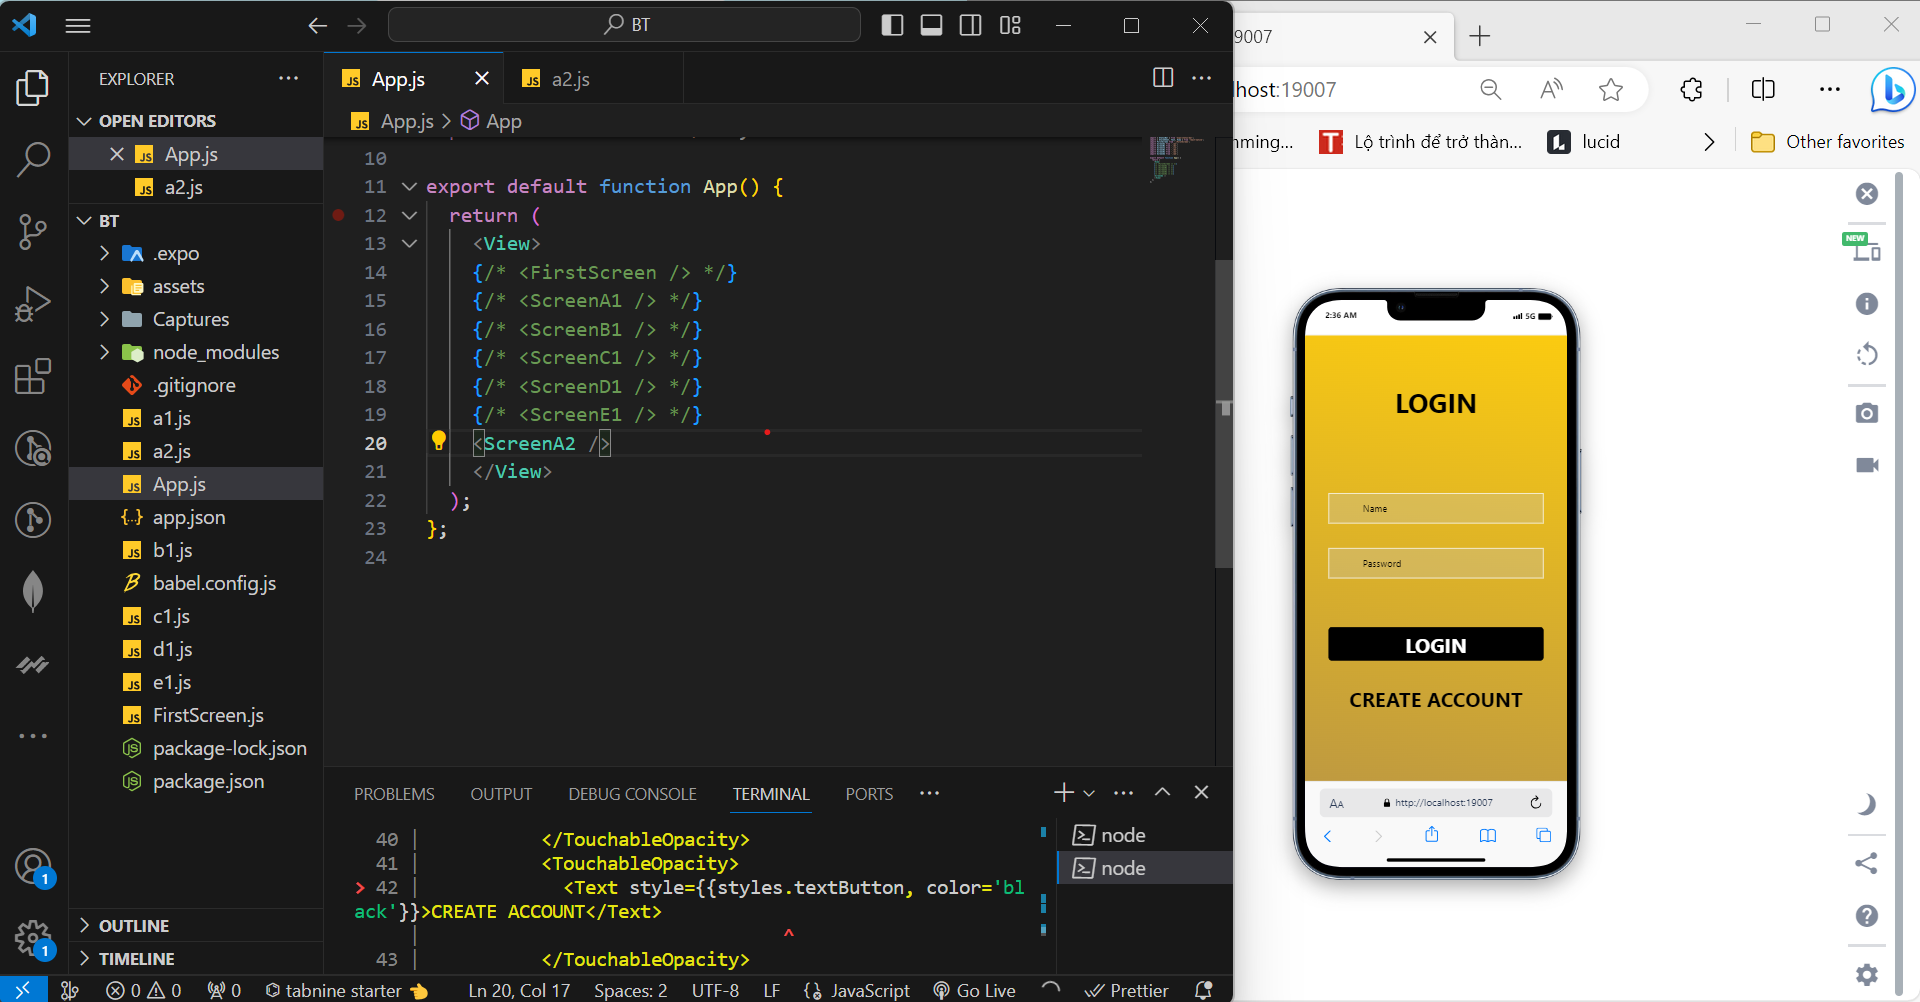 BT
EXPLORER
OPEN EDITORS
App.js
a2.js
BT
.expo
assets
Captures
node_modules
.gitignore
a1.js
a2.js
App.js
app.json
b1.js
babel.config.js
c1.js
d1.js
e1.js
FirstScreen.js
package-lock.json
package.json
OUTLINE
TIMELINE
1
1
App.js
a2.js
App.js > App
10
11 export default function App() {
12 return (
13 <View>
14 {/* <FirstScreen /> */}
15 {/* <ScreenA1 /> */}
16 {/* <ScreenB1 /> */}
17 {/* <ScreenC1 /> */}
18 {/* <ScreenD1 /> */}
19 {/* <ScreenE1 /> */}
20 <ScreenA2 />
21 </View>
22 );
23 };
24
PROBLEMS OUTPUT DEBUG CONSOLE TERMINAL PORTS
40 | </TouchableOpacity>
41 | <TouchableOpacity>
> 42 | <Text style={{styles.textButton, color='bl
ack'}}>CREATE ACCOUNT</Text>
| ^
43 | </TouchableOpacity>
node
node
0 0 0 tabnine starter Ln 20, Col 17 Spaces: 2 UTF-8 LF JavaScript Go Live Prettier
9007
lhost:19007
mming... Lộ trình để trở thàn... lucid Other favorites
NEW
2:36 AM 5G
LOGIN
Name
Password
LOGIN
CREATE ACCOUNT
AA http://localhost:19007